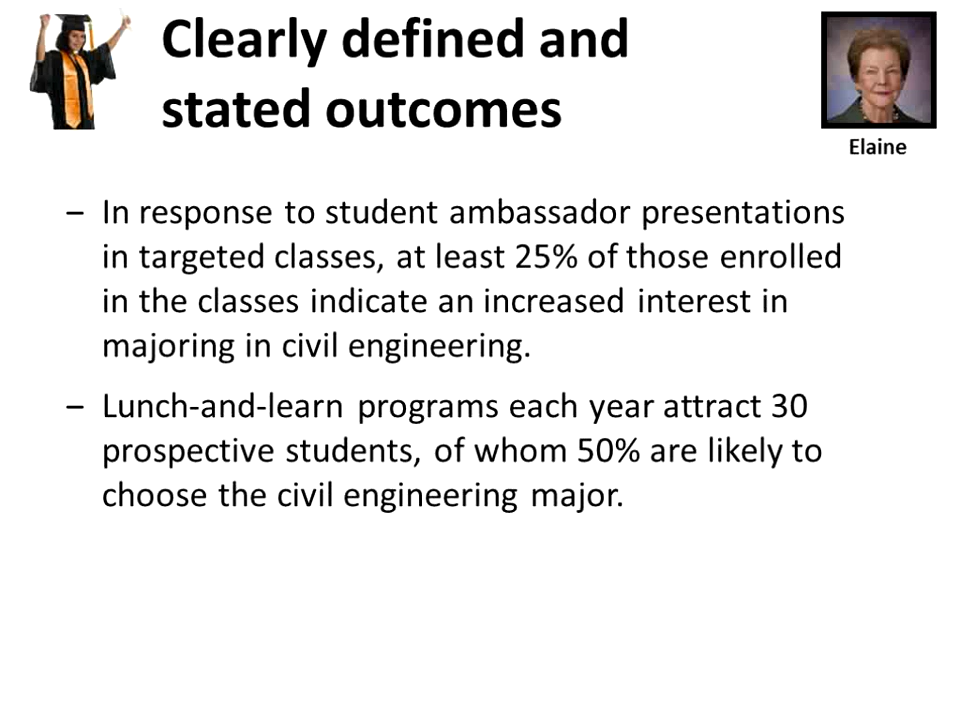 Clearly defined and
stated outcomes
Elaine
– In response to student ambassador presentations
in targeted classes, at least 25% of those enrolled
in the classes indicate an increased interest in
majoring in civil engineering.
– Lunch-and-learn programs each year attract 30
prospective students, of whom 50% are likely to
choose the civil engineering major.